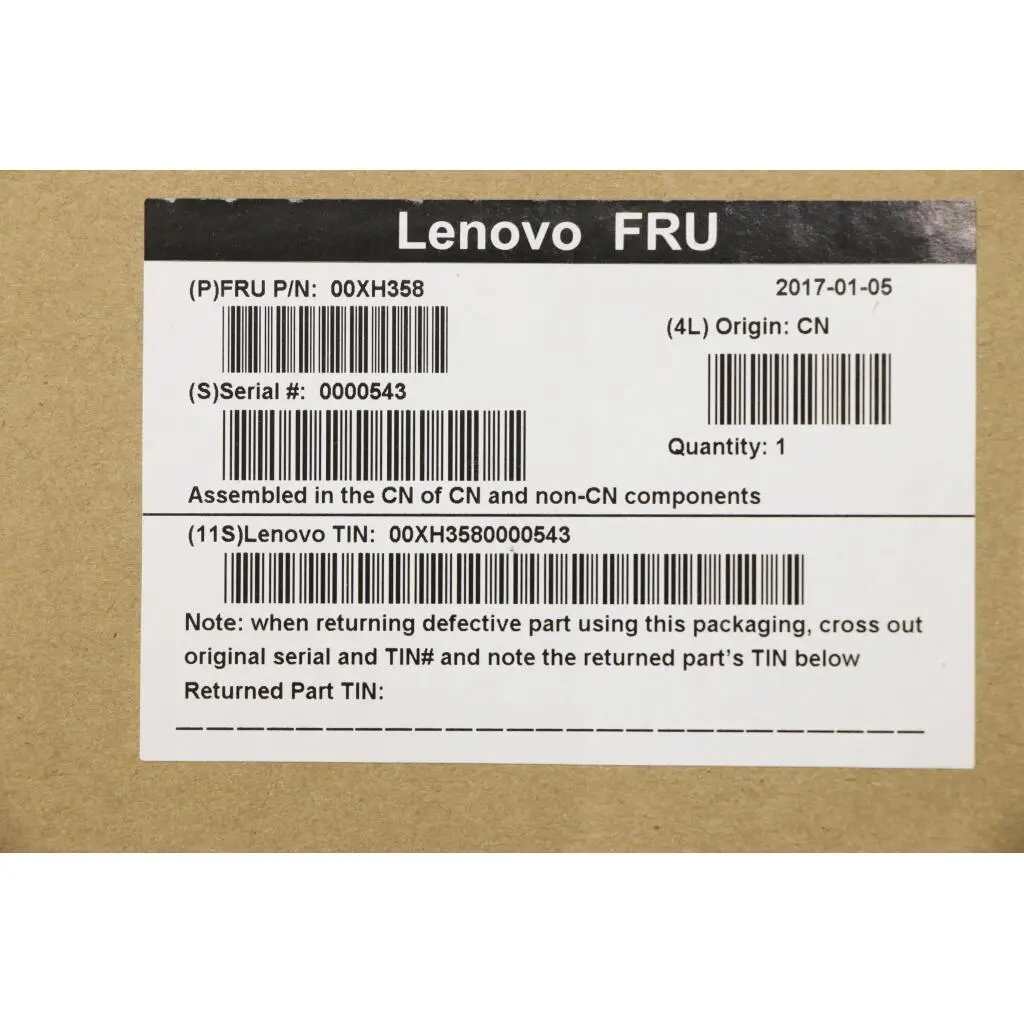 Lenovo FRU
(P)FRU P/N: 00XH358
2017-01-05
(4L) Origin: CN
(S)Serial #: 0000543
Quantity: 1
Assembled in the CN of CN and non-CN components
(11S)Lenovo TIN: 00XH3580000543
Note: when returning defective part using this packaging, cross out
original serial and TIN# and note the returned part's TIN below
Returned Part TIN: